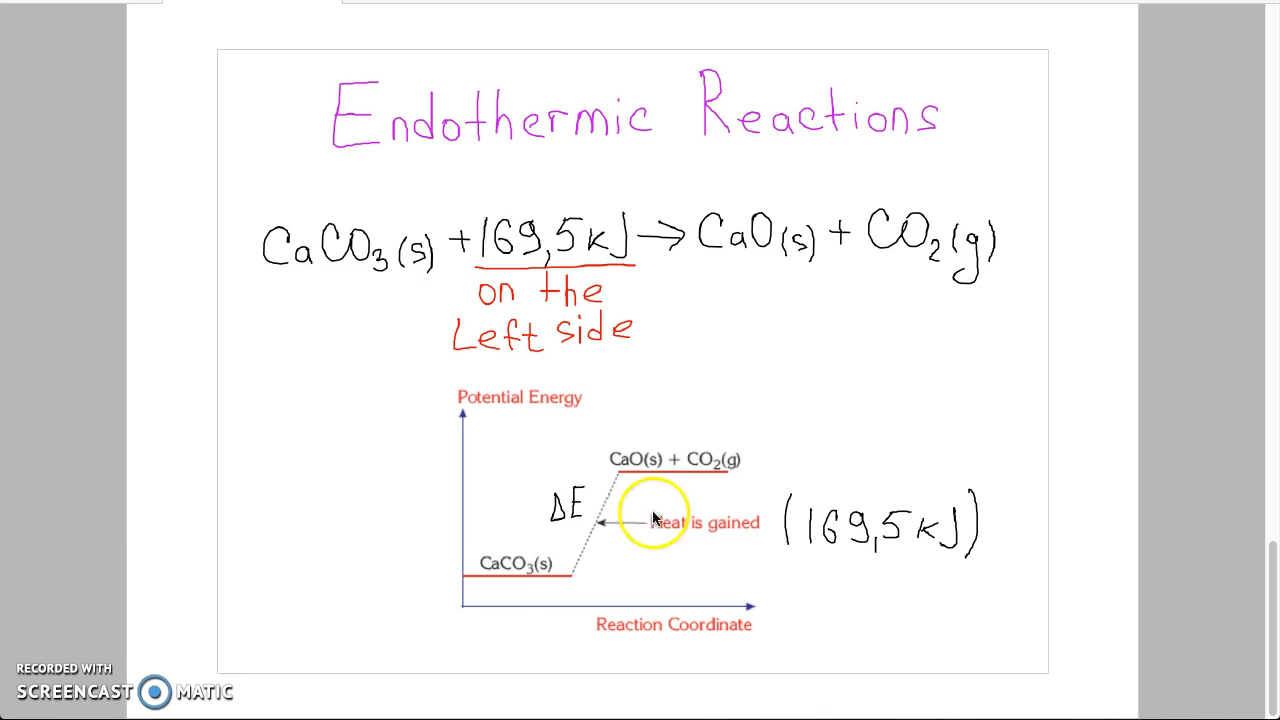 Endothermic Reactions
CaCO₃(s) + 169,5 kJ → CaO(s) + CO₂(g)
on the
Left side
Potential Energy
CaO(s) + CO₂(g)
ΔE
Heat is gained (169,5 kJ)
CaCO₃(s)
Reaction Coordinate
RECORDED WITH
SCREENCAST MATIC